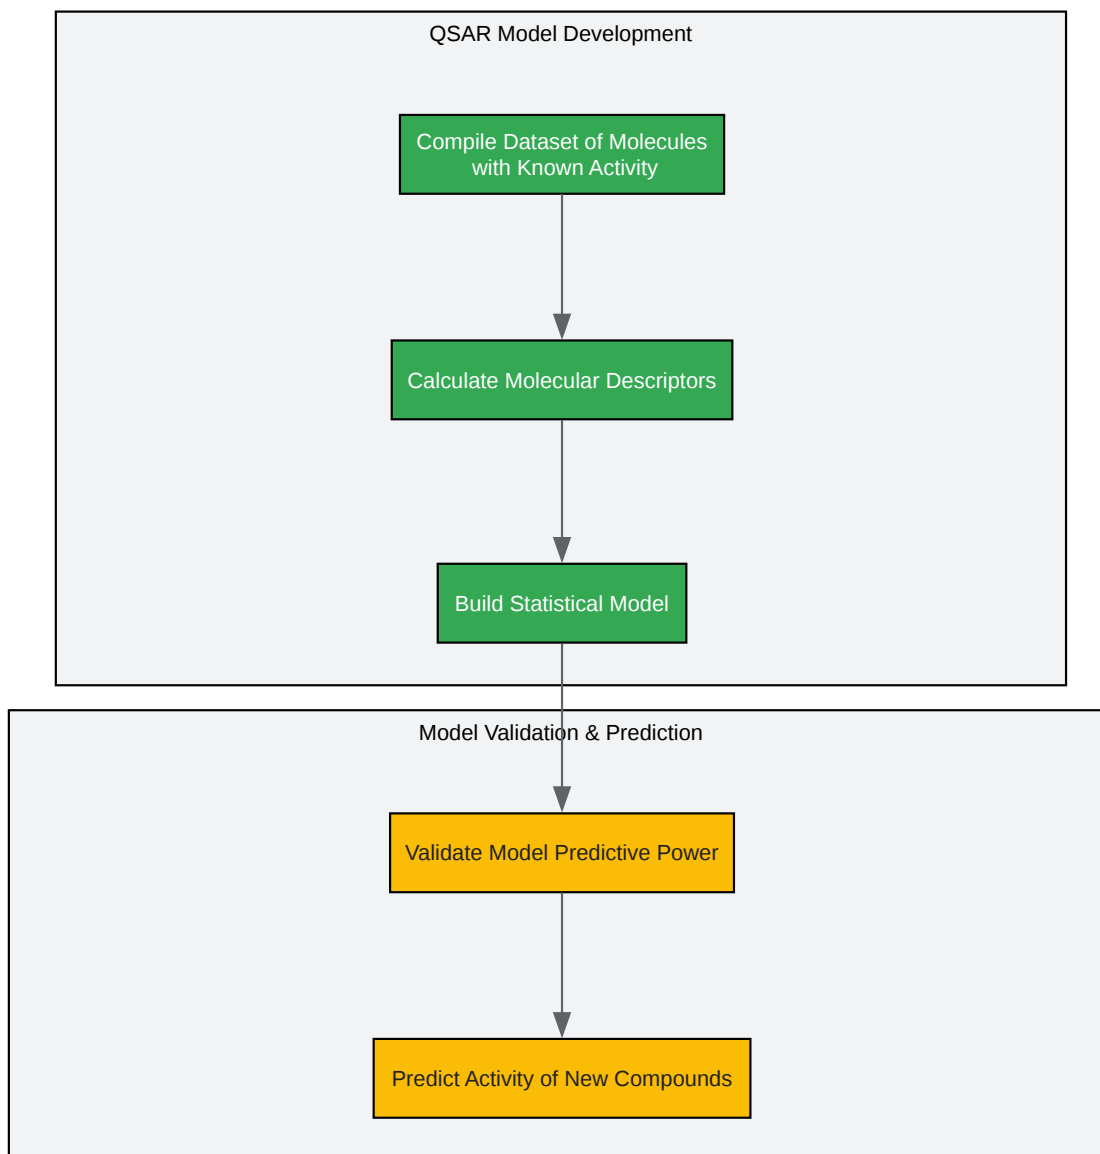 QSAR Model Development
Compile Dataset of Molecules
with Known Activity
Calculate Molecular Descriptors
Build Statistical Model
Model Validation & Prediction
Validate Model Predictive Power
Predict Activity of New Compounds